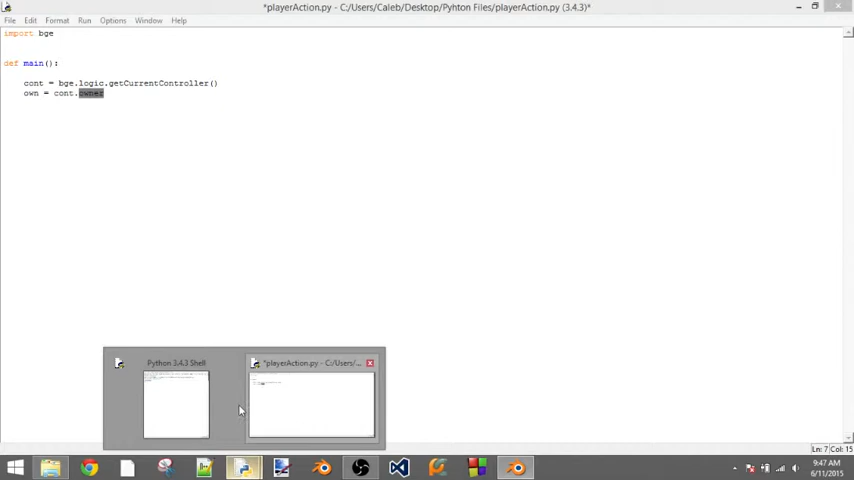 *playerAction.py - C:/Users/Caleb/Desktop/Pyhton Files/playerAction.py (3.4.3)*
File Edit Format Run Options Window Help
import bge
def main():
cont = bge.logic.getCurrentController()
own = cont.owner
Python 3.4.3 Shell
*playerAction.py - C:/Users/...
Ln: 7 Col: 15
9:47 AM
6/11/2015